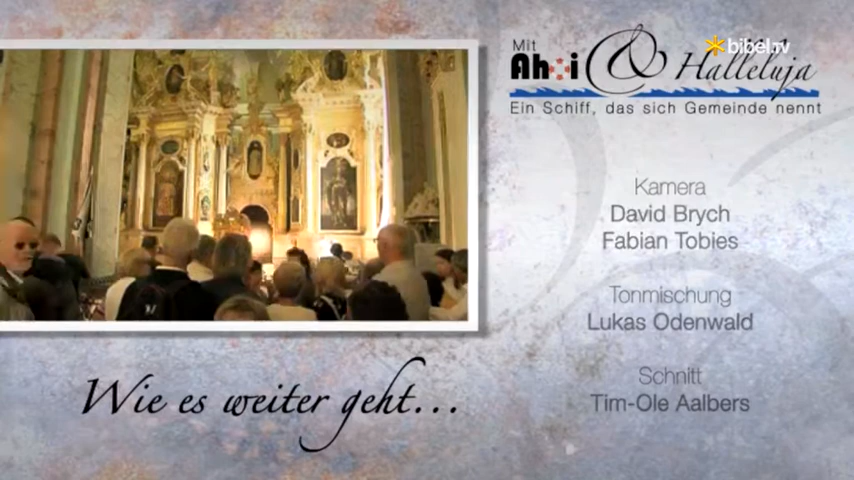 Mit
Ahoi & Halleluja
bibel.tv
Ein Schiff, das sich Gemeinde nennt
Kamera
David Brych
Fabian Tobies
Tonmischung
Lukas Odenwald
Schnitt
Tim-Ole Aalbers
Wie es weiter geht...